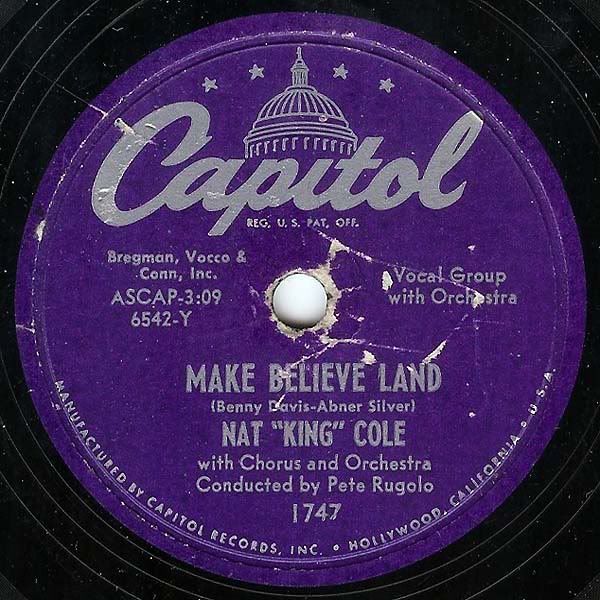 Capitol
REG. U. S. PAT. OFF.
Bregman, Vocco &
Conn, Inc.
ASCAP-3:09
6542-Y
Vocal Group
with Orchestra
MAKE BELIEVE LAND
(Benny Davis-Abner Silver)
NAT "KING" COLE
with Chorus and Orchestra
Conducted by Pete Rugolo
1747
MANUFACTURED BY CAPITOL RECORDS, INC. • HOLLYWOOD, CALIFORNIA • U.S.A.